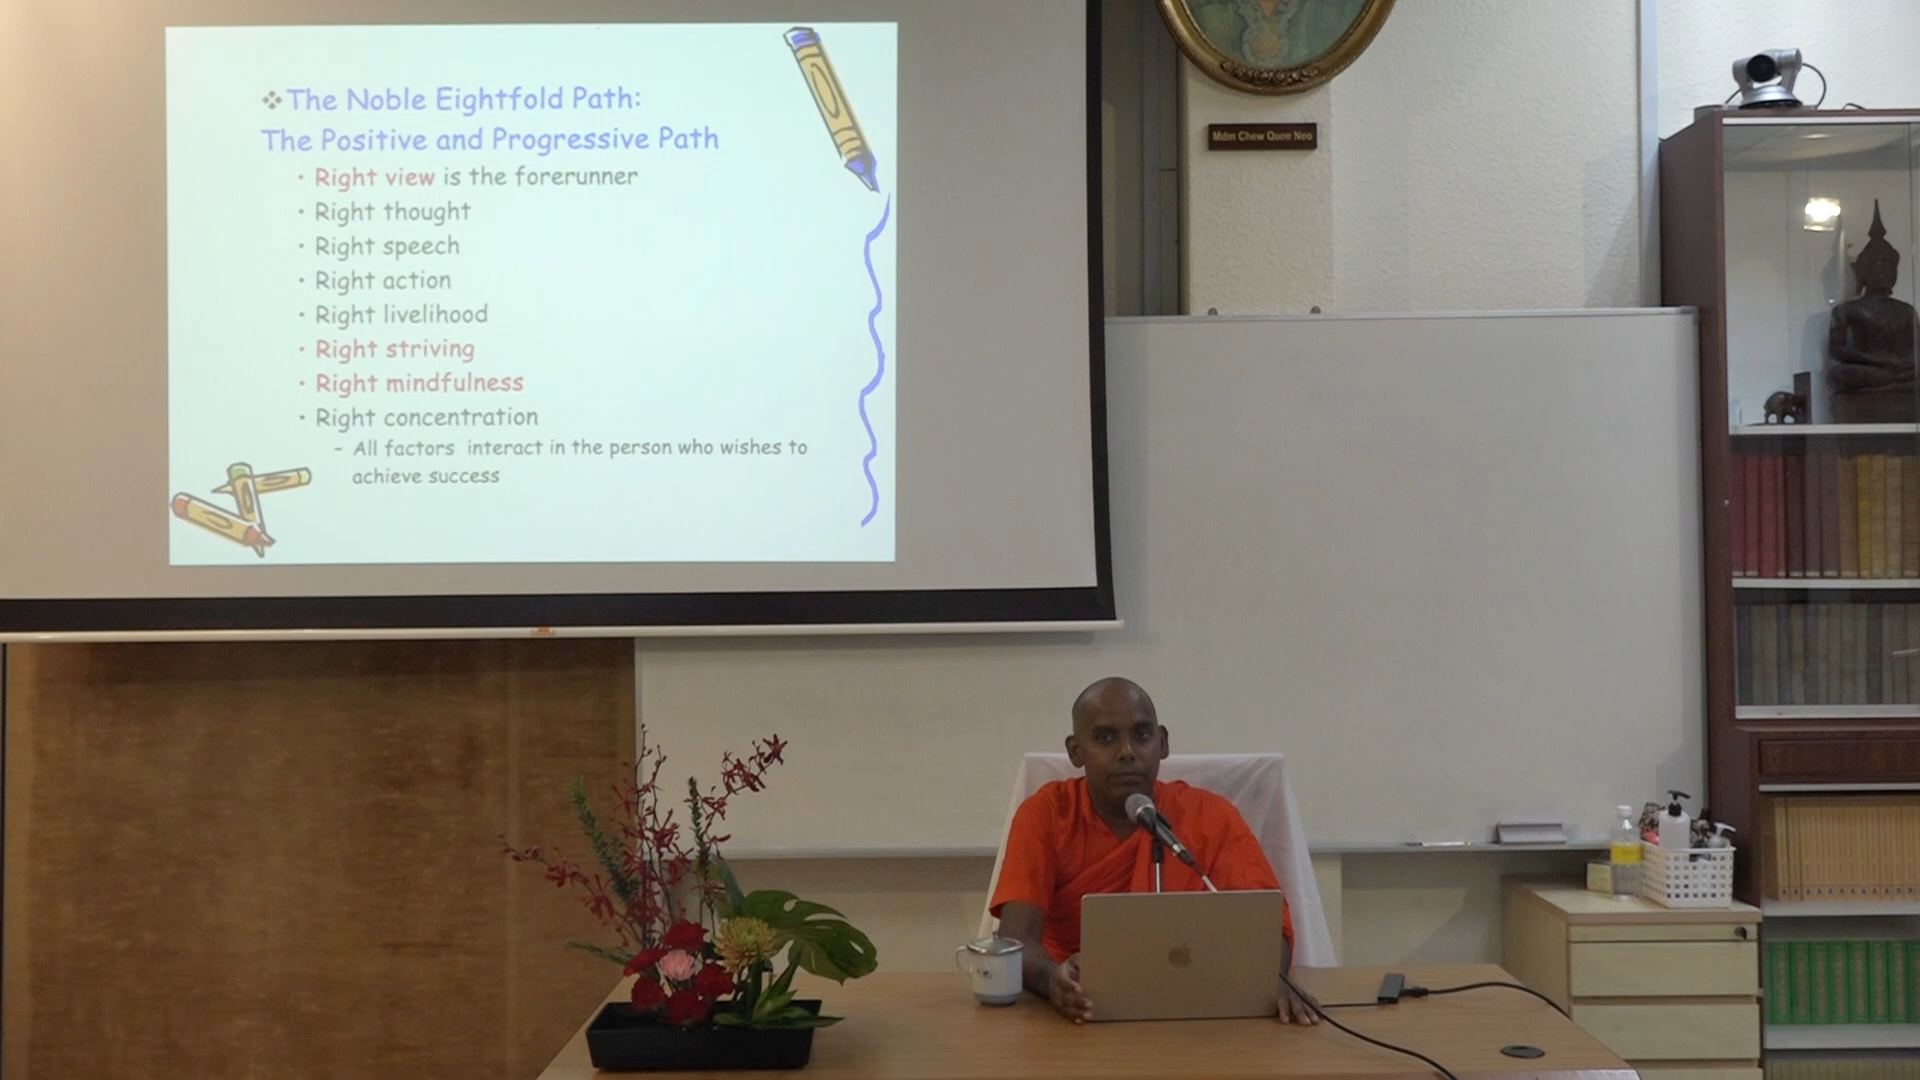 ❖The Noble Eightfold Path:
The Positive and Progressive Path
• Right view is the forerunner
• Right thought
• Right speech
• Right action
• Right livelihood
• Right striving
• Right mindfulness
• Right concentration
– All factors interact in the person who wishes to
achieve success
Mdm Chew Quee Neo